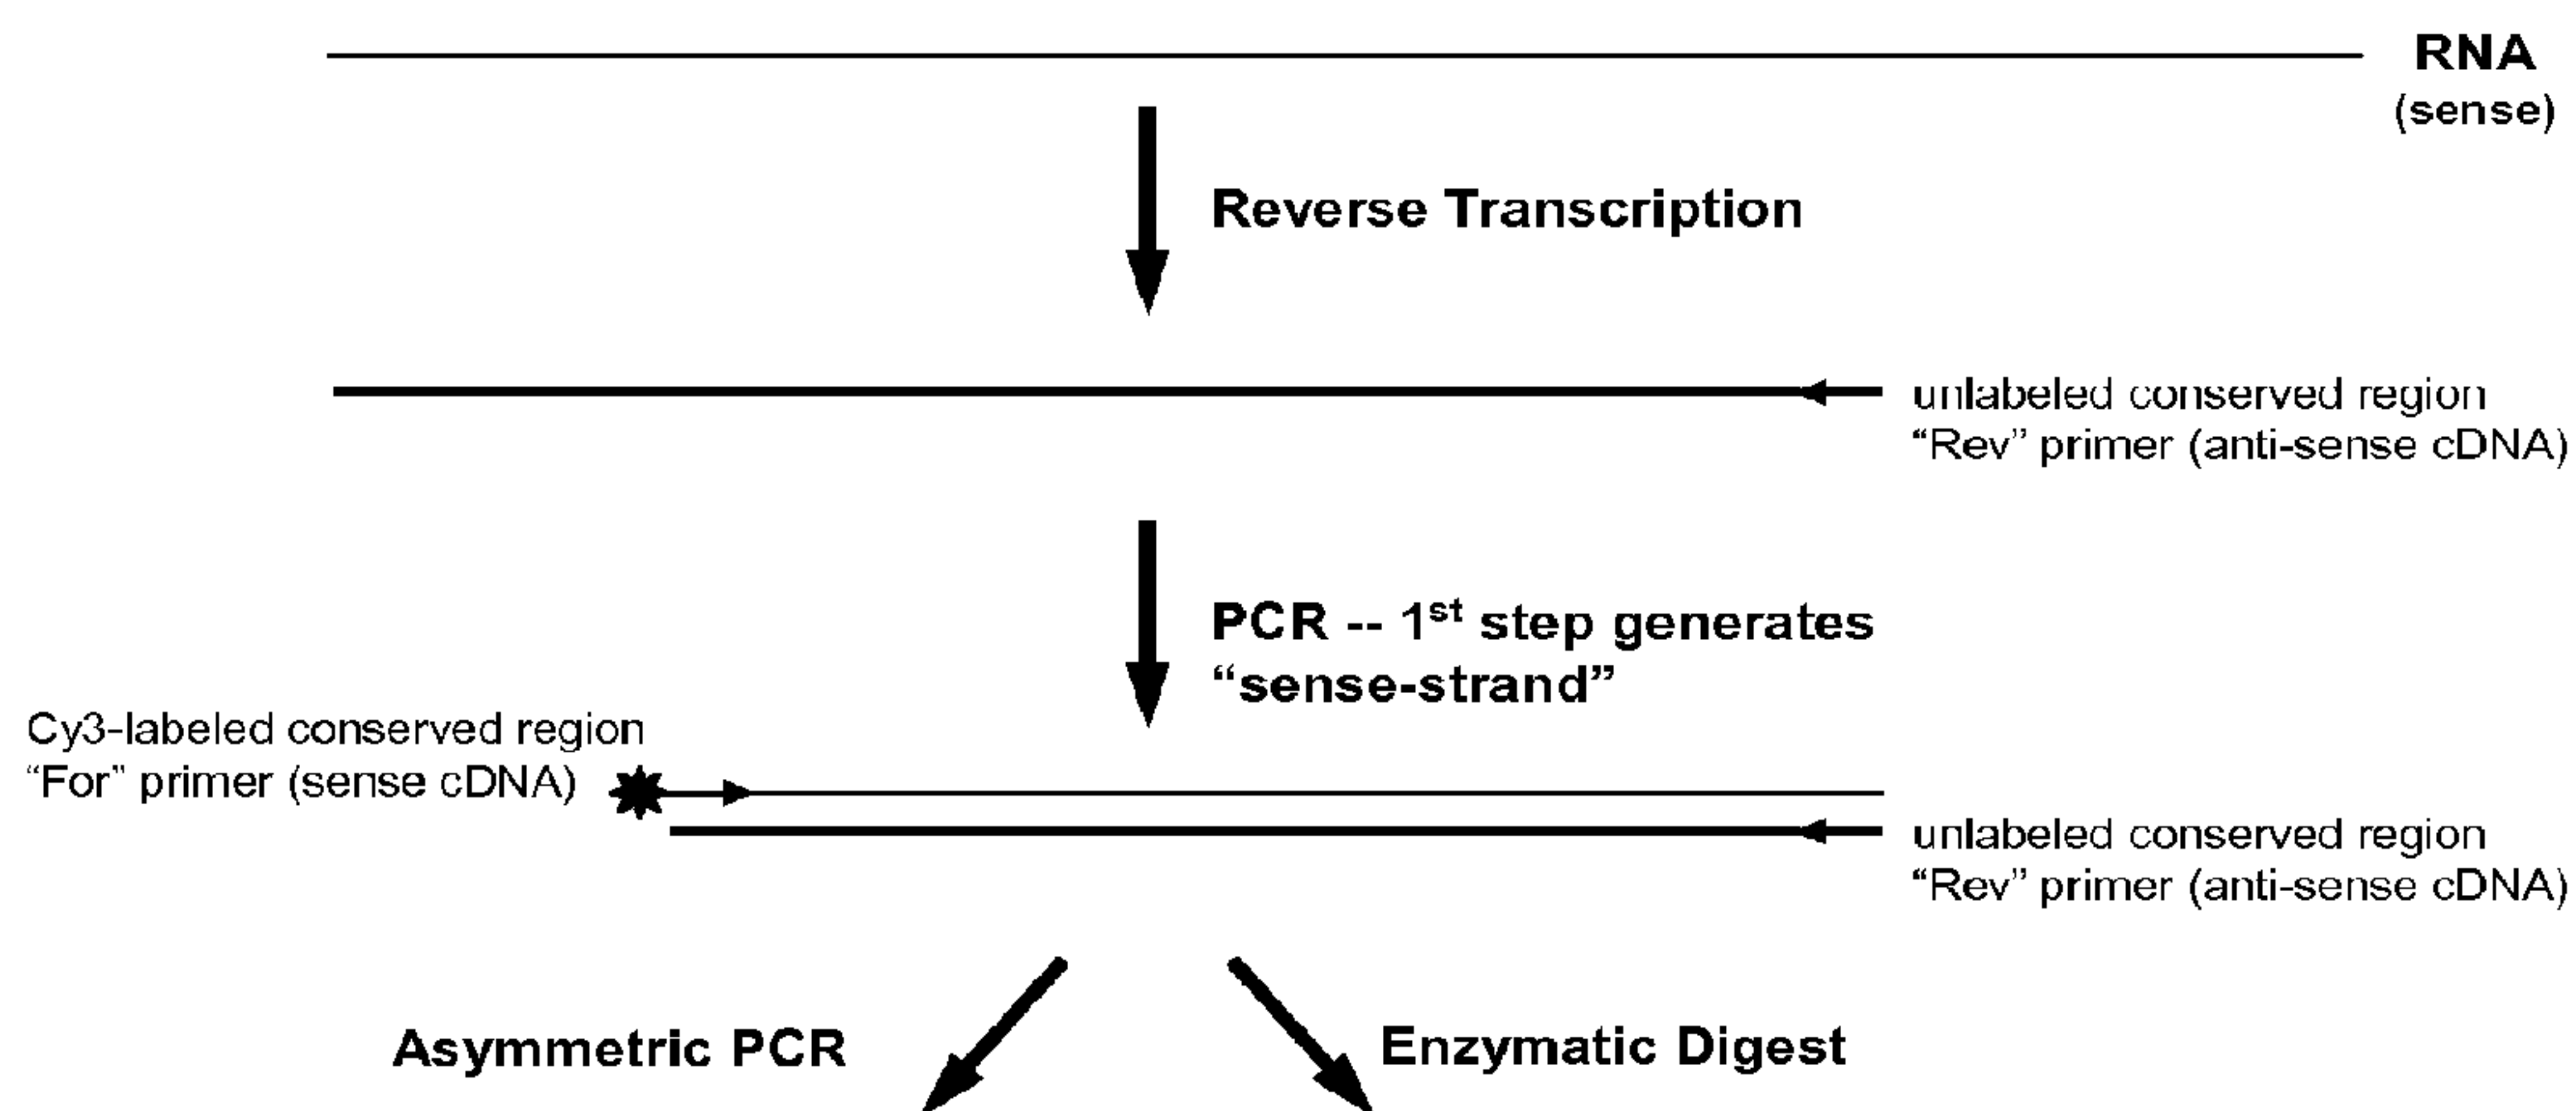 RNA
(sense)
Reverse Transcription
unlabeled conserved region
“Rev” primer (anti-sense cDNA)
PCR -- 1st step generates
“sense-strand”
Cy3-labeled conserved region
“For” primer (sense cDNA)
unlabeled conserved region
“Rev” primer (anti-sense cDNA)
Asymmetric PCR
Enzymatic Digest